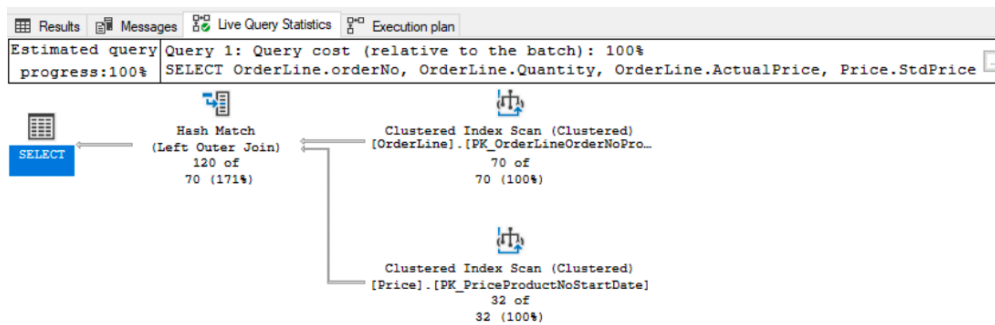 Results Messages Live Query Statistics Execution plan
Estimated query progress:100%
Query 1: Query cost (relative to the batch): 100%
SELECT OrderLine.orderNo, OrderLine.Quantity, OrderLine.ActualPrice, Price.StdPrice
SELECT
Hash Match
(Left Outer Join)
120 of
70 (171%)
Clustered Index Scan (Clustered)
[OrderLine].[PK_OrderLineOrderNoPro…
70 of
70 (100%)
Clustered Index Scan (Clustered)
[Price].[PK_PriceProductNoStartDate]
32 of
32 (100%)